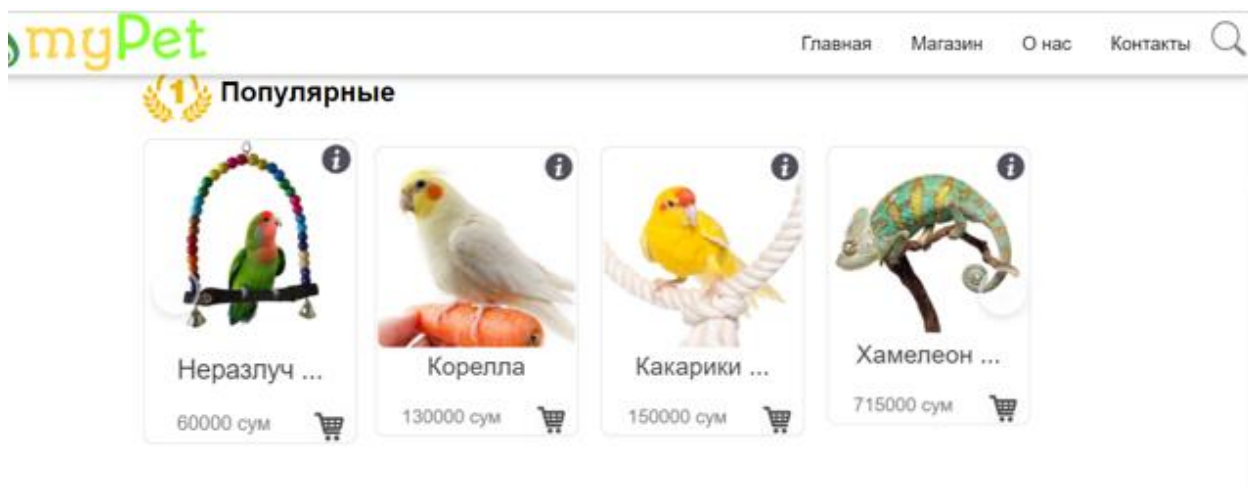 myPet
Главная Магазин О нас Контакты
1 Популярные
Неразлуч ...
60000 сум
Корелла
130000 сум
Какарики ...
150000 сум
Хамелеон ...
715000 сум